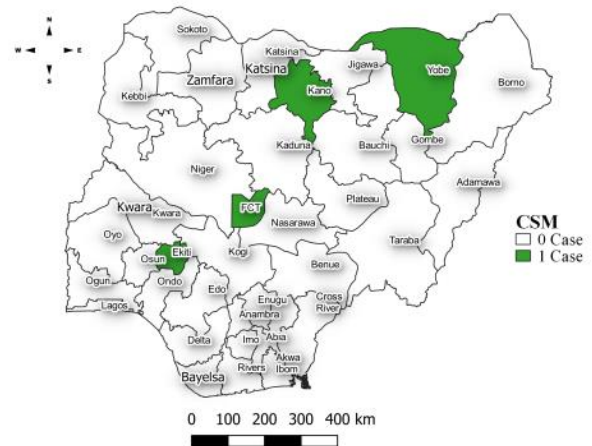 N
W E
S
Sokoto
Katsina
Katsina
Jigawa
Zamfara
Yobe
Borno
Kebbi
Kano
Kaduna
Bauchi
Gombe
Niger
Adamawa
Kwara
Kwara
FCT
Plateau
Nasarawa
Oyo
Taraba
Kogi
Osun
Ekiti
Benue
Ogun
Ondo
Edo
Lagos
Enugu
Cross
River
Anambra
Delta
Imo
Abia
Akwa
Ibom
Rivers
Bayelsa
CSM
0 Case
1 Case
0 100 200 300 400 km